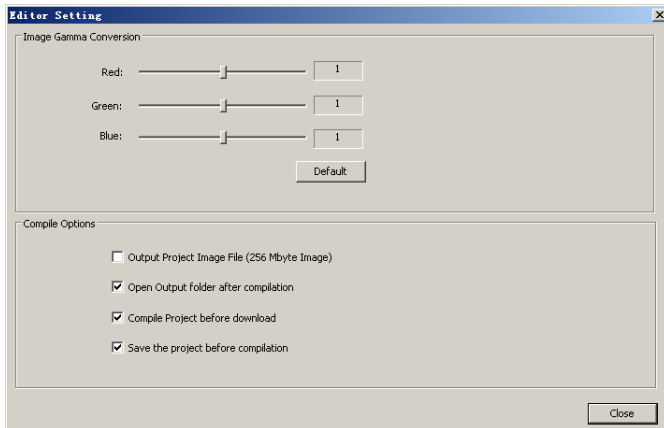 Editor Setting
Image Gamma Conversion
Red: 1
Green: 1
Blue: 1
Default
Compile Options
Output Project Image File (256 Mbyte Image)
Open Output folder after compilation
Compile Project before download
Save the project before compilation
Close